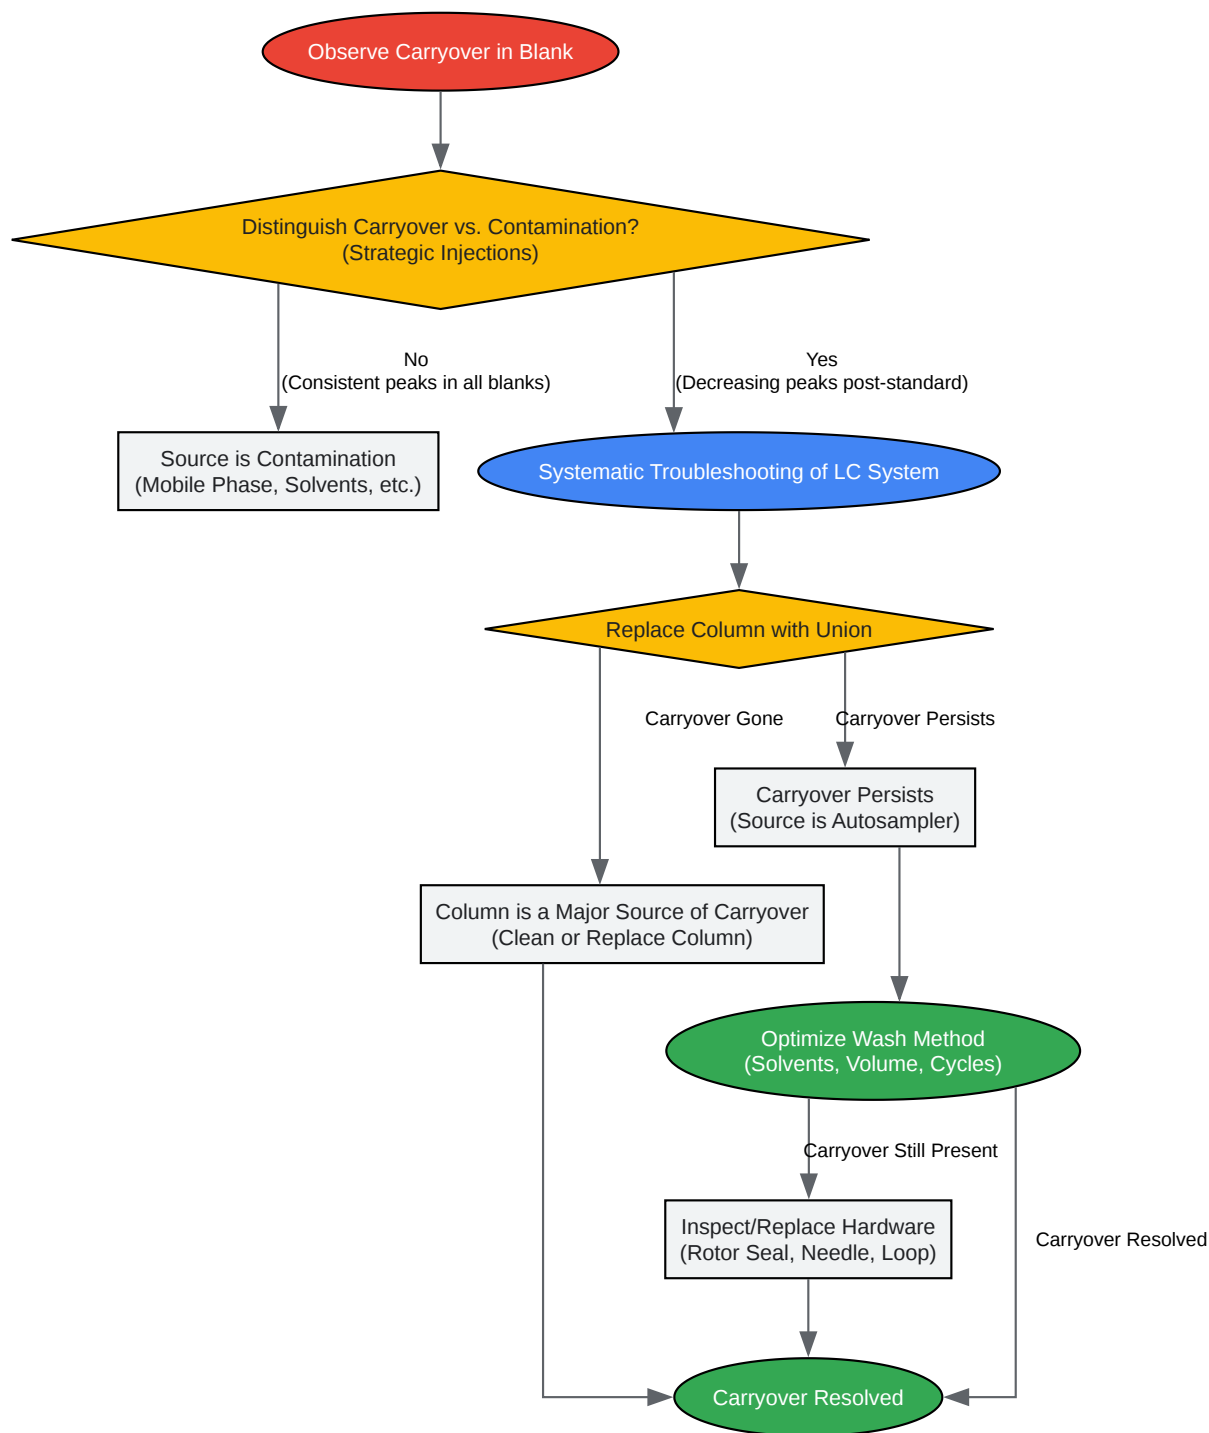 Observe Carryover in Blank
Distinguish Carryover vs. Contamination?
(Strategic Injections)
No
(Consistent peaks in all blanks)
Yes
(Decreasing peaks post-standard)
Source is Contamination
(Mobile Phase, Solvents, etc.)
Systematic Troubleshooting of LC System
Replace Column with Union
Carryover Gone
Carryover Persists
Carryover Persists
(Source is Autosampler)
Column is a Major Source of Carryover
(Clean or Replace Column)
Optimize Wash Method
(Solvents, Volume, Cycles)
Carryover Still Present
Inspect/Replace Hardware
(Rotor Seal, Needle, Loop)
Carryover Resolved
Carryover Resolved